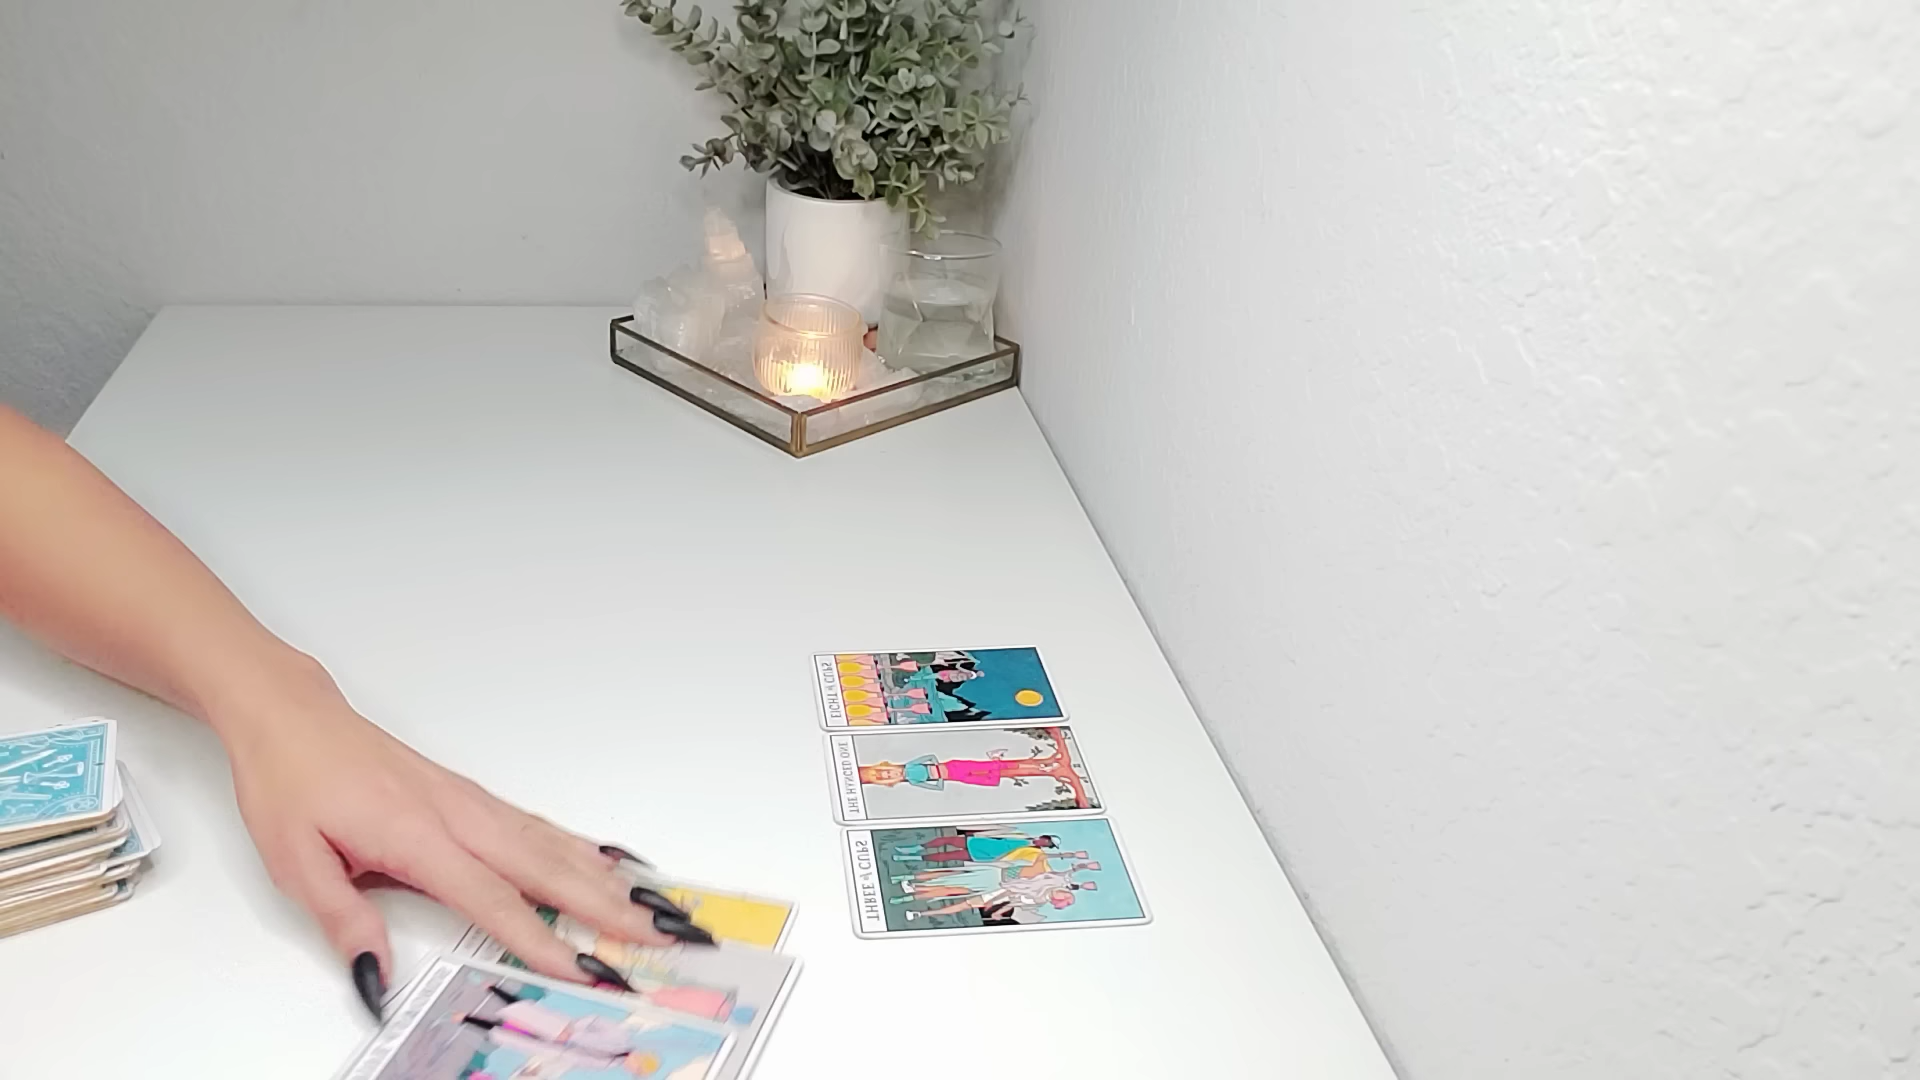 EIGHT of CUPS
THE HANGED ONE
THREE of CUPS